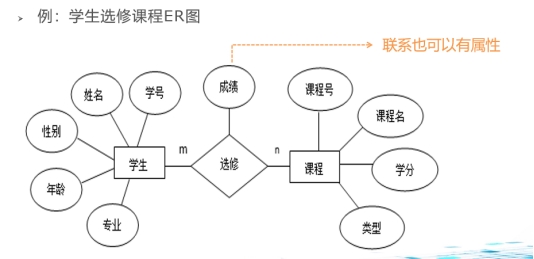 例：学生选修课程ER图
联系也可以有属性
姓名
学号
成绩
课程号
性别
课程名
学生
m
选修
n
课程
年龄
学分
专业
类型